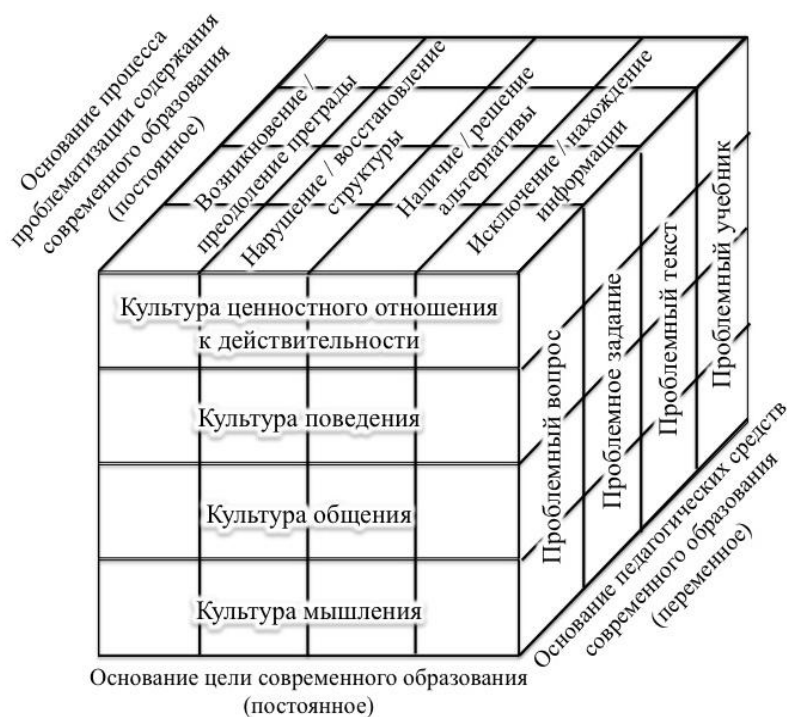 Основание процесса
проблематизации содержания
современного образования
(постоянное)
Возникновение /
преодоление преграды
Нарушение / восстановление
структуры
Наличие / решение
альтернативы
Исключение / нахождение
информации
Культура ценностного отношения
к действительности
Культура поведения
Культура общения
Культура мышления
Проблемный вопрос
Проблемное задание
Проблемный текст
Проблемный учебник
Основание педагогических средств
современного образования
(переменное)
Основание цели современного образования
(постоянное)